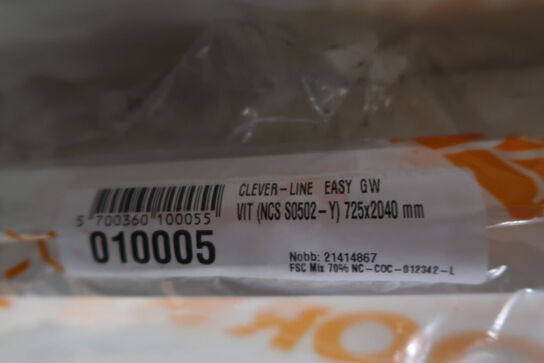 CLEVER-LINE EASY GW
VIT (NCS S0502-Y) 725x2040 mm
5 700360 100055
010005
Nobb: 21414867
FSC Mix 70% NC-COC-012342-L
OOK